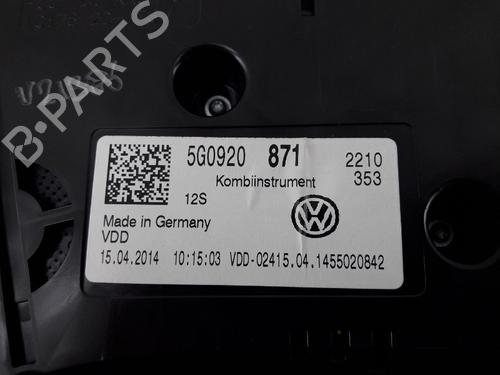 5G0920 871 2210
Kombiinstrument 353
12S
Made in Germany
VDD
15.04.2014 10:15:03 VDD-02415.04.1455020842
B-PARTS